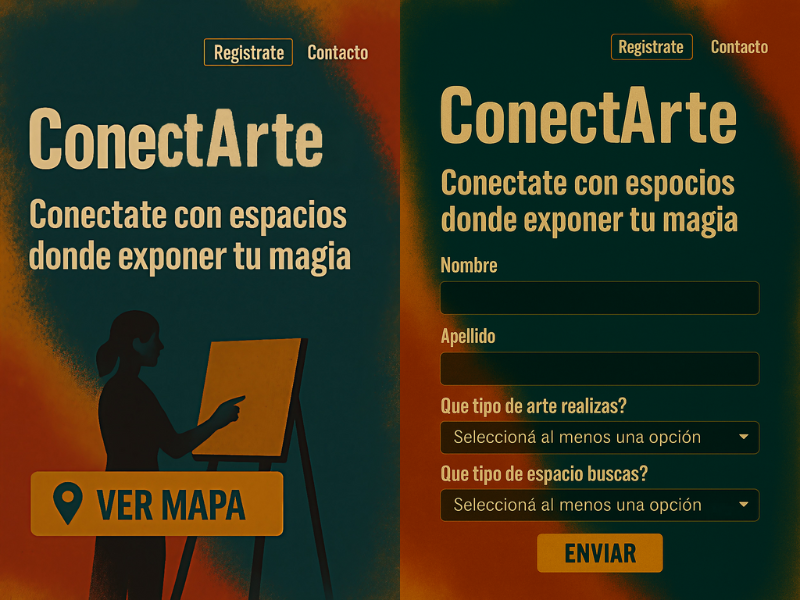 Registrate
Contacto
ConectArte
Conectate con espacios
donde exponer tu magia
VER MAPA
Registrate
Contacto
ConectArte
Conectate con espocios
donde exponer tu magia
Nombre
Apellido
Que tipo de arte realizas?
Seleccioná al menos una opción
Que tipo de espacio buscas?
Seleccioná al menos una opción
ENVIAR